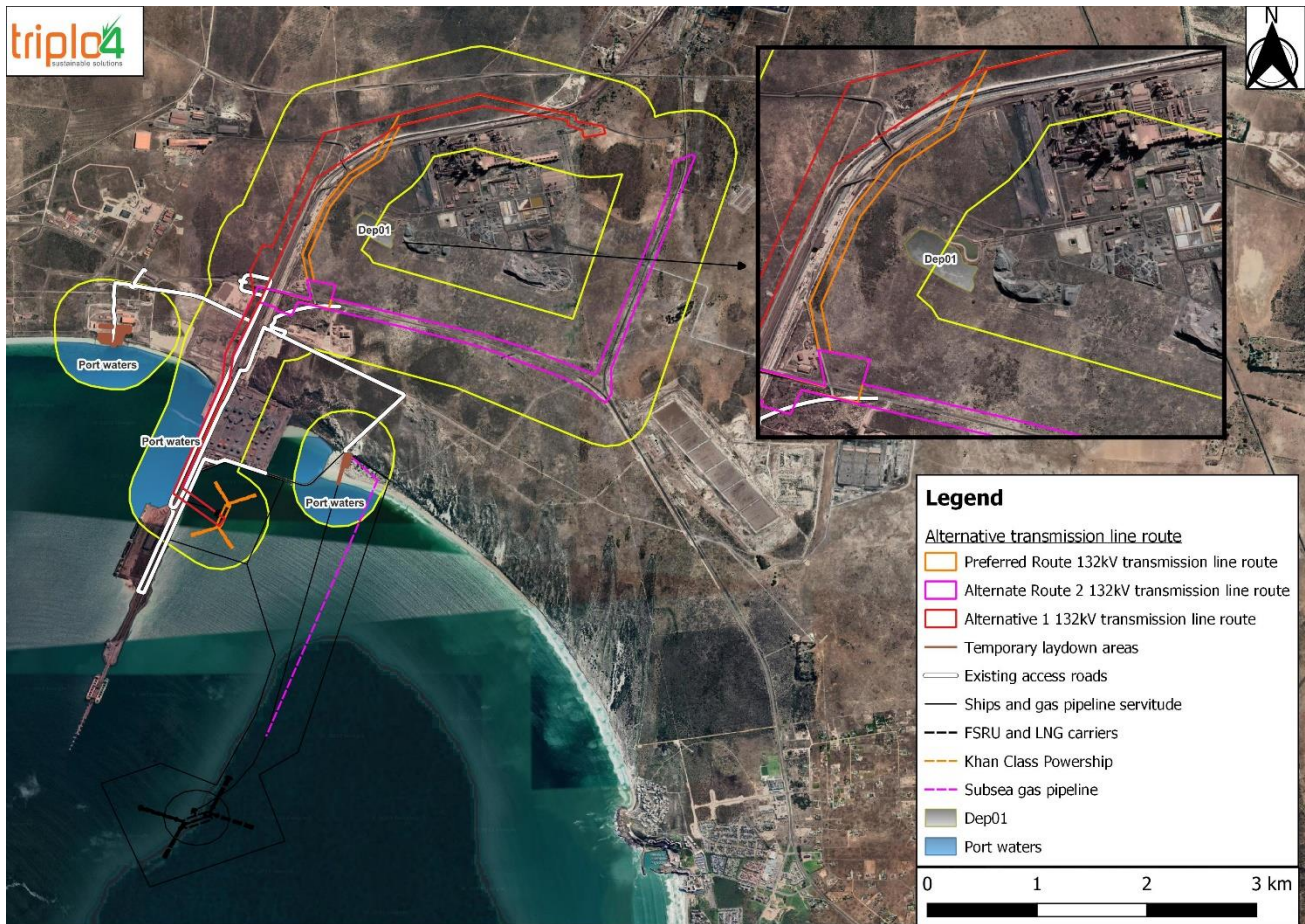 triplo4
sustainable solutions
N
Dep01
Dep01
Port waters
Port waters
Port waters
Legend
Alternative transmission line route
Preferred Route 132kV transmission line route
Alternate Route 2 132kV transmission line route
Alternative 1 132kV transmission line route
Temporary laydown areas
Existing access roads
Ships and gas pipeline servitude
FSRU and LNG carriers
Khan Class Powership
Subsea gas pipeline
Dep01
Port waters
0 1 2 3 km